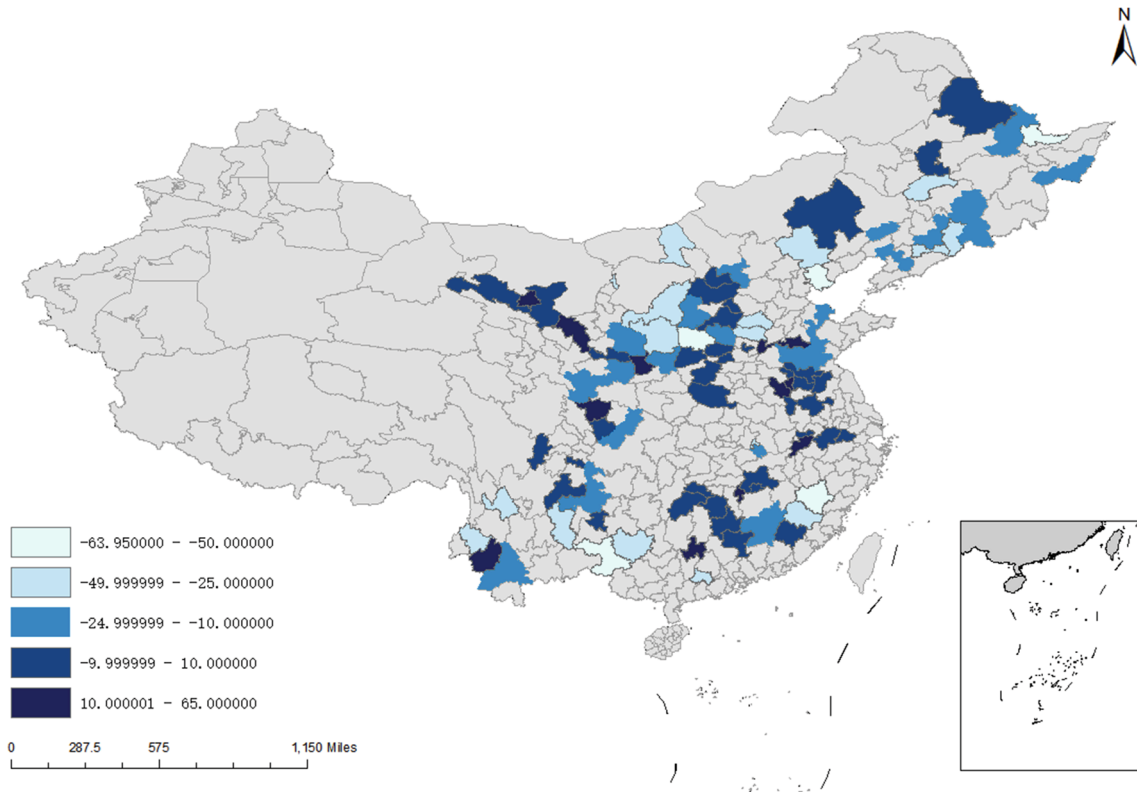 N
-63.950000 - -50.000000
-49.999999 - -25.000000
-24.999999 - -10.000000
-9.999999 - 10.000000
10.000001 - 65.000000
0 287.5 575 1,150 Miles